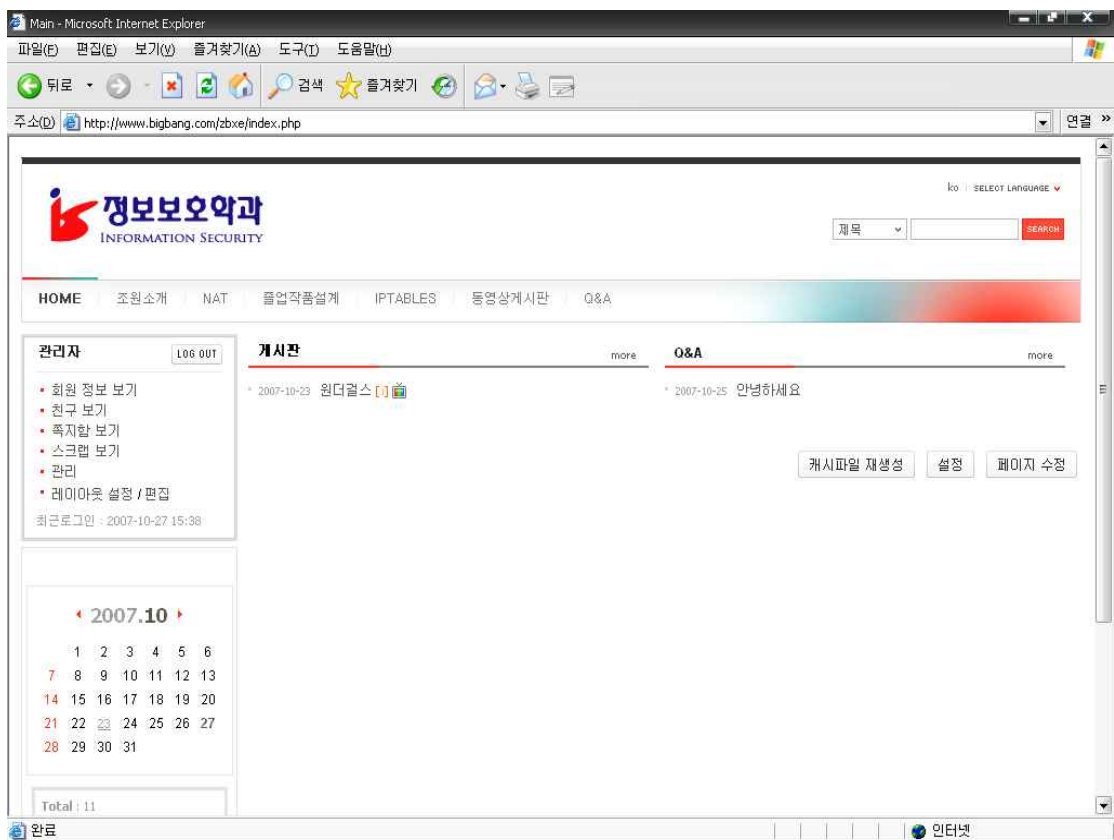 Main - Microsoft Internet Explorer
파일(F) 편집(E) 보기(V) 즐겨찾기(A) 도구(T) 도움말(H)
뒤로 검색 즐겨찾기
주소(D) http://www.bigbang.com/zbxe/index.php 연결 »
ko | SELECT LANGUAGE
정보보호학과
INFORMATION SECURITY
제목 SEARCH
HOME 조원소개 NAT 졸업작품설계 IPTABLES 동영상게시판 Q&A
관리자 LOG OUT
• 회원 정보 보기
• 친구 보기
• 쪽지함 보기
• 스크랩 보기
• 관리
• 레이아웃 설정 / 편집
최근로그인 : 2007-10-27 15:38
게시판 more
2007-10-23 원더걸스 [1]
Q&A more
2007-10-25 안녕하세요
캐시파일 재생성 설정 페이지 수정
2007.10
1 2 3 4 5 6
7 8 9 10 11 12 13
14 15 16 17 18 19 20
21 22 23 24 25 26 27
28 29 30 31
Total : 11
완료 인터넷